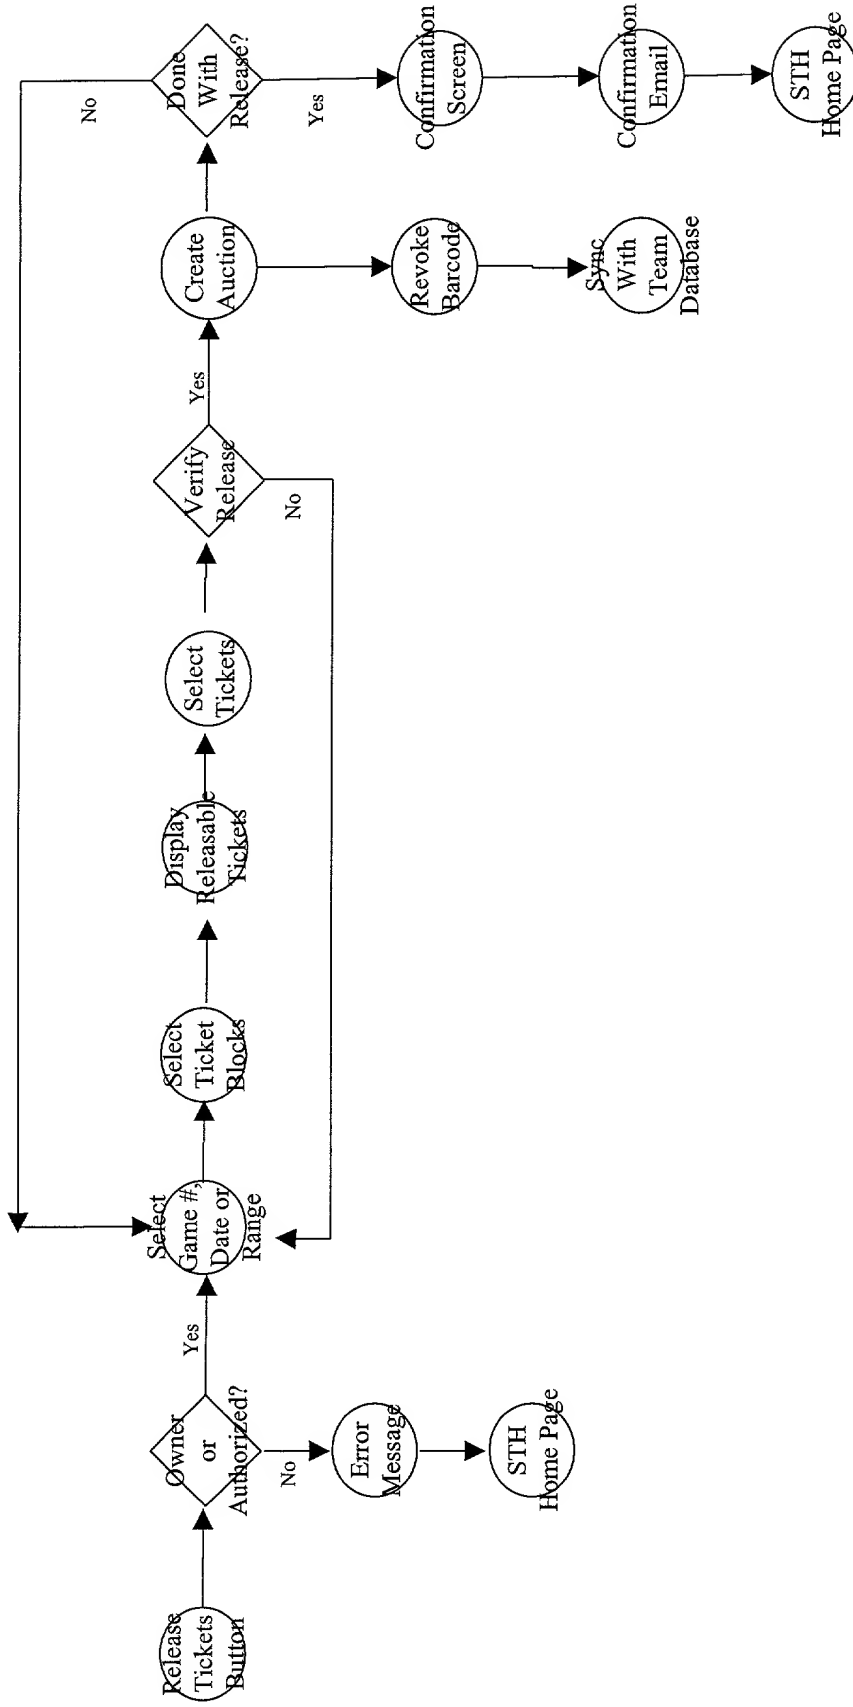 Release
Tickets
Button
Owner
or
Authorized?
Yes
No
Error
Message
STH
Home Page
Select
Game #,
Date or
Range
Select
Ticket
Blocks
Display
Releasable
Tickets
Select
Tickets
Verify
Release
Yes
No
Create
Auction
Revoke
Barcode
Sync
With
Team
Database
Done
With
Release?
No
Yes
Confirmation
Screen
Confirmation
Email
STH
Home Page